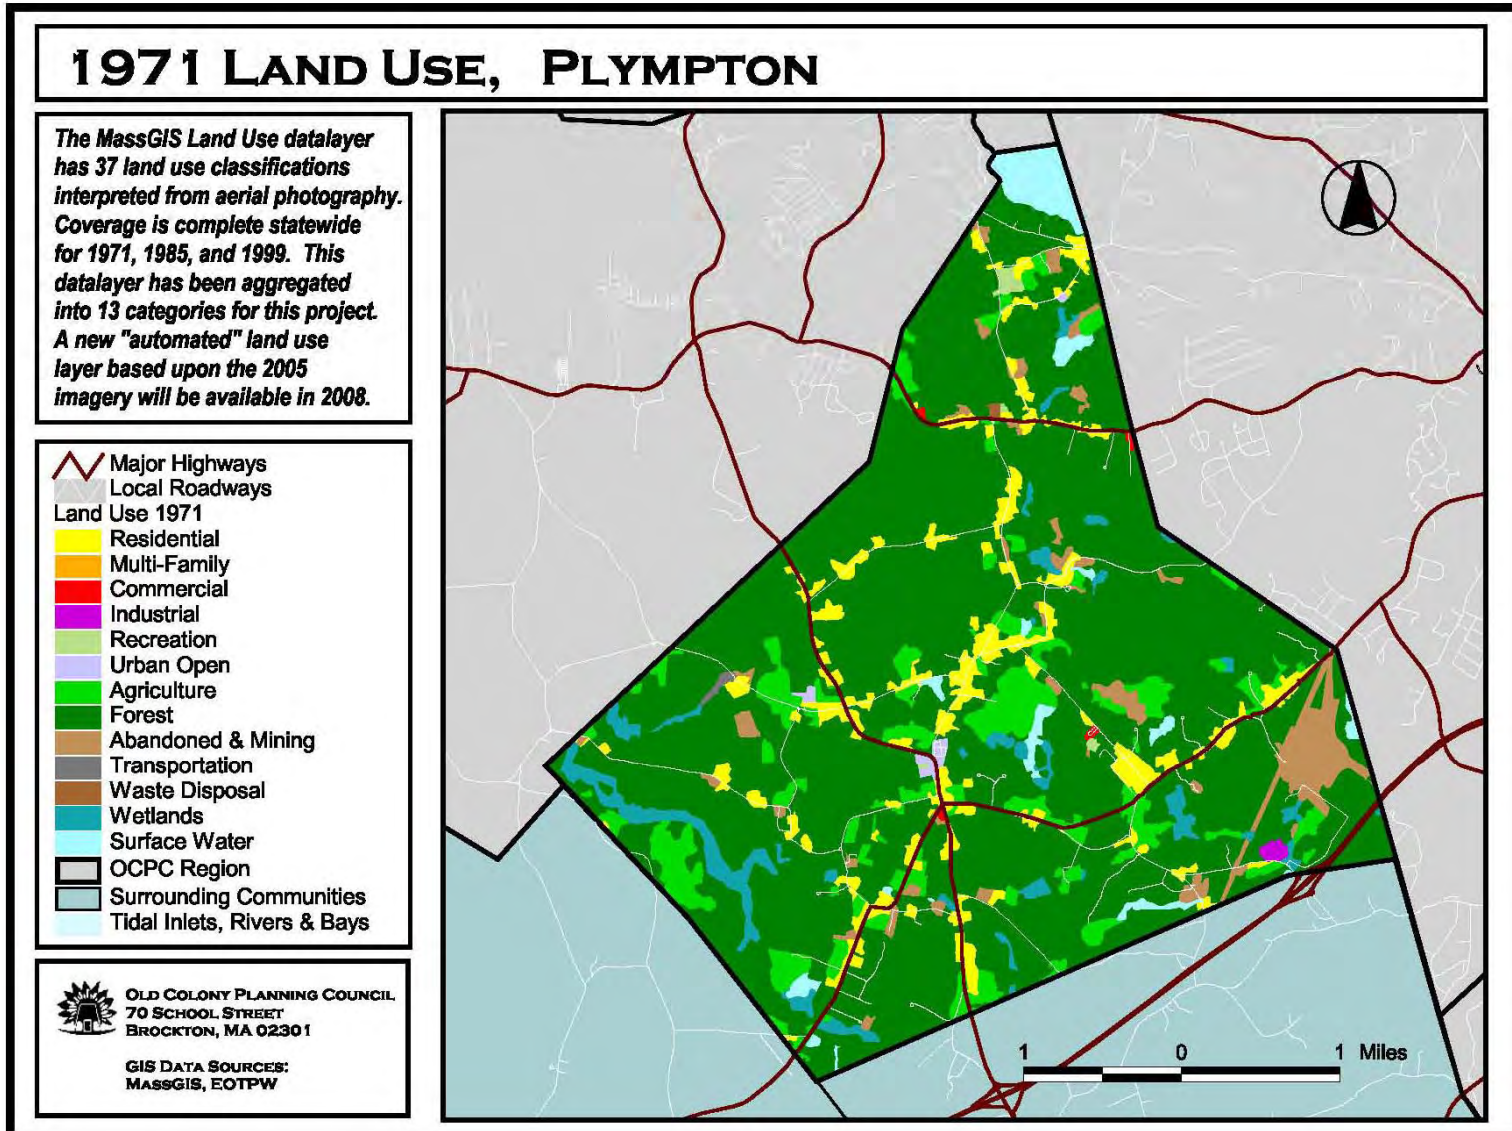 1971 LAND USE, PLYMPTON
The MassGIS Land Use datalayer
has 37 land use classifications
interpreted from aerial photography.
Coverage is complete statewide
for 1971, 1985, and 1999. This
datalayer has been aggregated
into 13 categories for this project.
A new "automated" land use
layer based upon the 2005
imagery will be available in 2008.
Major Highways
Local Roadways
Land Use 1971
Residential
Multi-Family
Commercial
Industrial
Recreation
Urban Open
Agriculture
Forest
Abandoned & Mining
Transportation
Waste Disposal
Wetlands
Surface Water
OCPC Region
Surrounding Communities
Tidal Inlets, Rivers & Bays
OLD COLONY PLANNING COUNCIL
70 SCHOOL STREET
BROCKTON, MA 02301
GIS DATA SOURCES:
MASSGIS, EOTPW
1 0 1 Miles